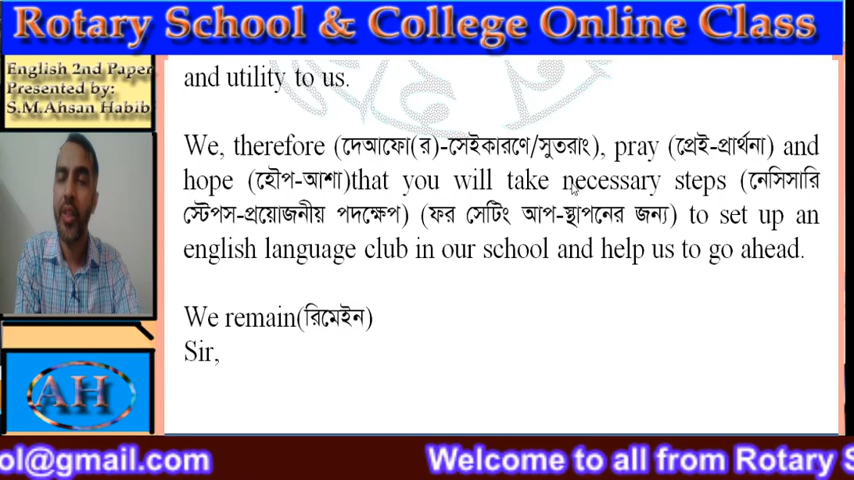 Rotary School & College Online Class
English 2nd Paper
Presented by:
S.M.Ahsan Habib
and utility to us.
We, therefore (দেআফো(র)-সেইকারণে/সুতরাং), pray (প্রেই-প্রার্থনা) and
hope (হৌপ-আশা)that you will take necessary steps (নেসিসারি
স্টেপস-প্রয়োজনীয় পদক্ষেপ) (ফর সেটিং আপ-স্থাপনের জন্য) to set up an
english language club in our school and help us to go ahead.
We remain(রিমেইন)
Sir,
AH
ol@gmail.com Welcome to all from Rotary S